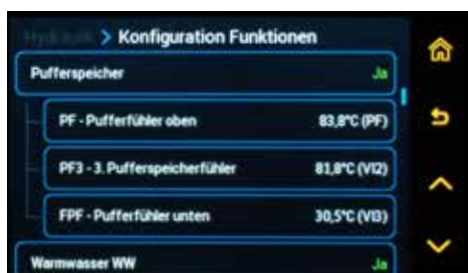 > Konfiguration Funktionen
Pufferspeicher Ja
PF - Pufferfühler oben 83,8°C (PF)
PF3 - 3. Pufferspeicherfühler 81,8°C (VI2)
FPF - Pufferfühler unten 30,5°C (VI3)
Warmwasser WW Ja